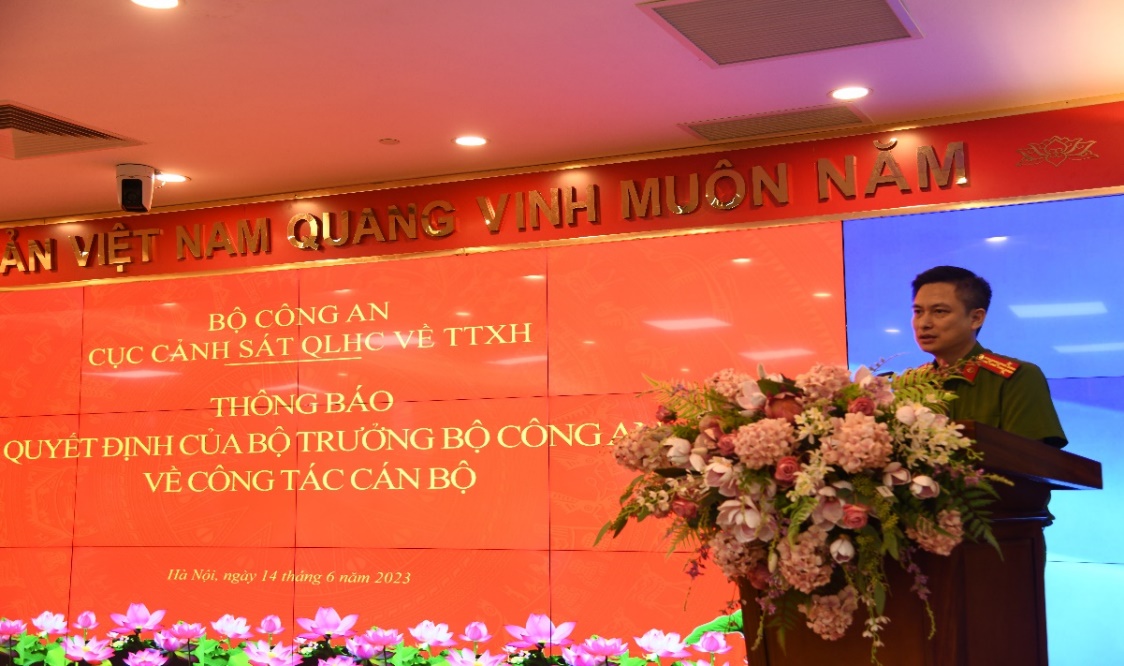 ẢN VIỆT NAM QUANG VINH MUÔN NĂM
BỘ CÔNG AN
CỤC CẢNH SÁT QLHC VỀ TTXH
THÔNG BÁO
QUYẾT ĐỊNH CỦA BỘ TRƯỞNG BỘ CÔNG AN
VỀ CÔNG TÁC CÁN BỘ
Hà Nội, ngày 14 tháng 6 năm 2023